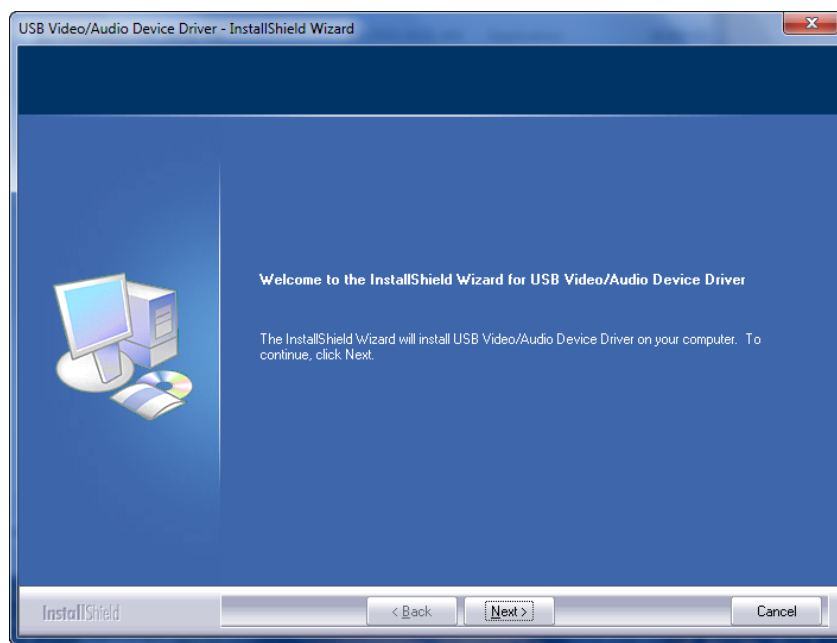 USB Video/Audio Device Driver - InstallShield Wizard
Welcome to the InstallShield Wizard for USB Video/Audio Device Driver
The InstallShield Wizard will install USB Video/Audio Device Driver on your computer. To
continue, click Next.
InstallShield
< Back
Next >
Cancel